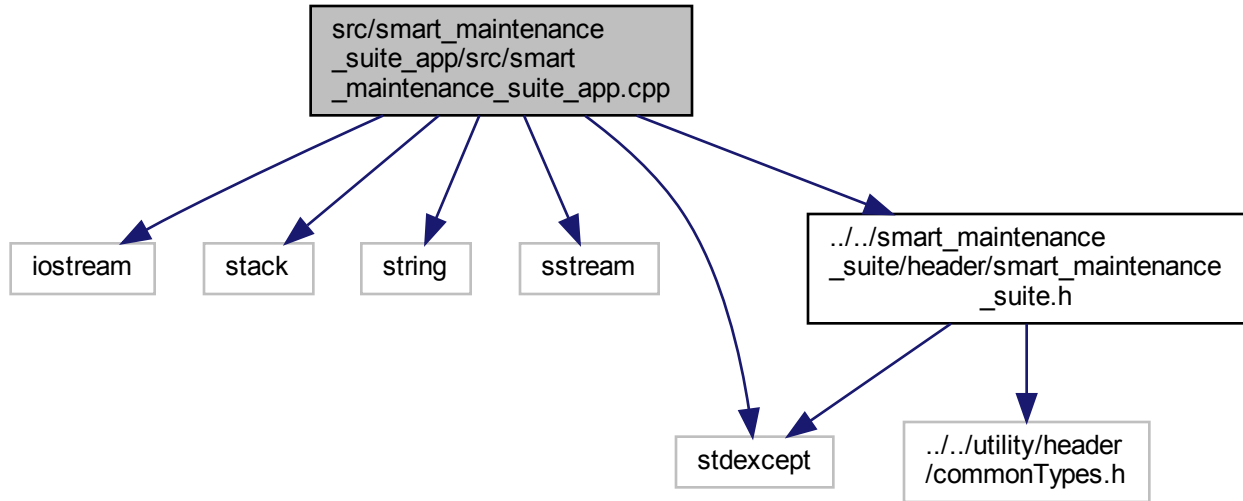 src/smart_maintenance
_suite_app/src/smart
_maintenance_suite_app.cpp
iostream
stack
string
sstream
../../smart_maintenance
_suite/header/smart_maintenance
_suite.h
stdexcept
../../utility/header
/commonTypes.h